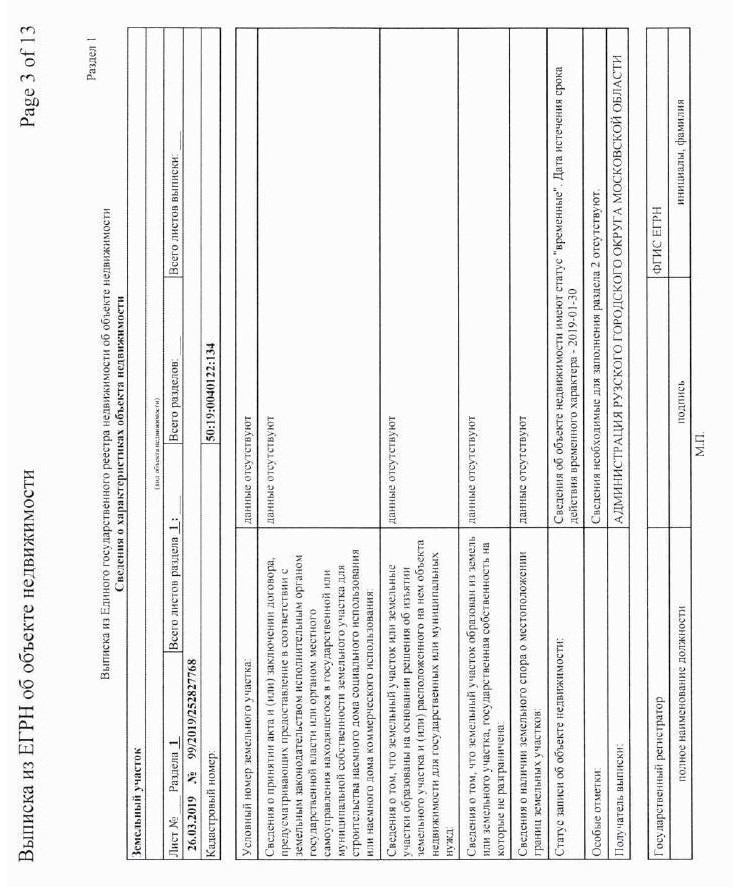 Выписка из ЕГРН об объекте недвижимости Page 3 of 13
Раздел 1
Выписка из Единого государственного реестра недвижимости об объекте недвижимости
Сведения о характеристиках объекта недвижимости
Земельный участок
(вид объекта недвижимости)
Лист № ___ Раздела 1 Всего листов раздела 1 : ___ Всего разделов: ___ Всего листов выписки: ___
26.03.2019 № 99/2019/252827768
Кадастровый номер: 50:19:0040122:134
Условный номер земельного участка: данные отсутствуют
Сведения о принятии акта и (или) заключении договора, данные отсутствуют
предусматривающих предоставление в соответствии с
земельным законодательством исполнительным органом
государственной власти или органом местного
самоуправления находящегося в государственной или
муниципальной собственности земельного участка для
строительства наемного дома социального использования
или наемного дома коммерческого использования:
Сведения о том, что земельный участок или земельные данные отсутствуют
участки образованы на основании решения об изъятии
земельного участка и (или) расположенного на нем объекта
недвижимости для государственных или муниципальных
нужд:
Сведения о том, что земельный участок образован из земель данные отсутствуют
или земельного участка, государственная собственность на
которые не разграничена:
Сведения о наличии земельного спора о местоположении данные отсутствуют
границ земельных участков:
Статус записи об объекте недвижимости: Сведения об объекте недвижимости имеют статус "временные". Дата истечения срока
действия временного характера - 2019-01-30
Особые отметки: Сведения необходимые для заполнения раздела 2 отсутствуют.
Получатель выписки: АДМИНИСТРАЦИЯ РУЗСКОГО ГОРОДСКОГО ОКРУГА МОСКОВСКОЙ ОБЛАСТИ
Государственный регистратор ФГИС ЕГРН
полное наименование должности подпись инициалы, фамилия
М.П.